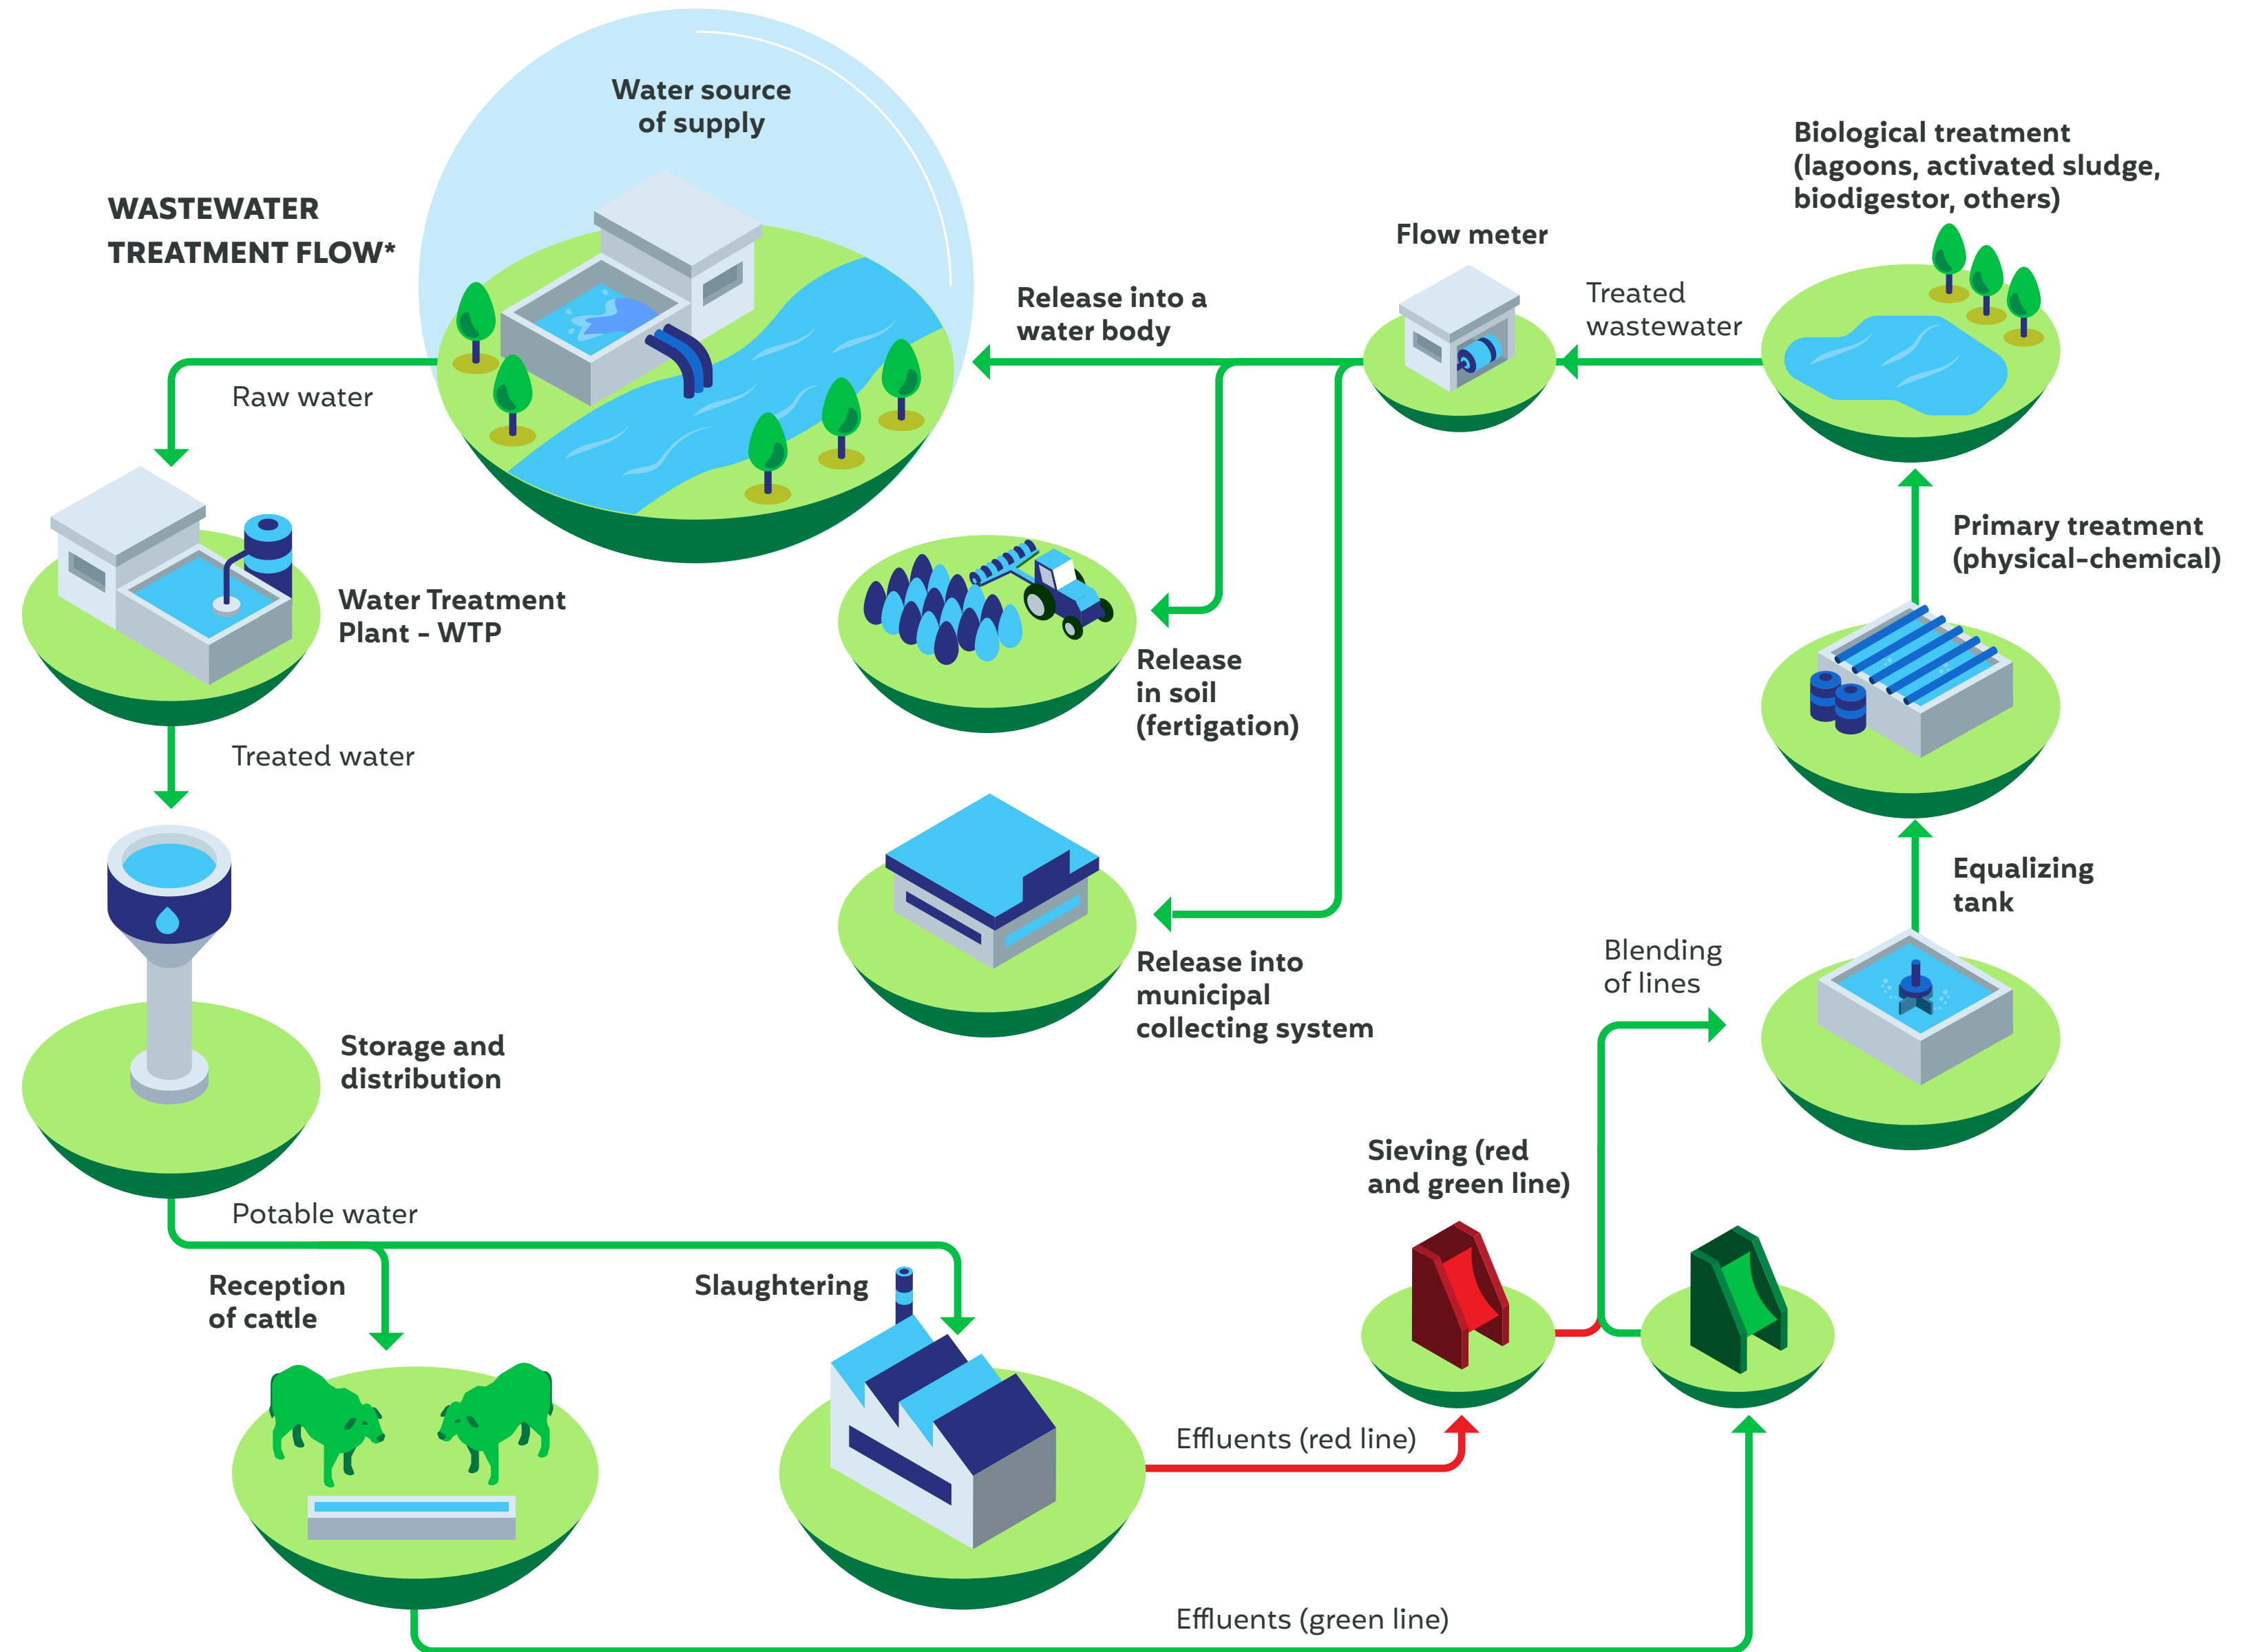 WASTEWATER
TREATMENT FLOW*
Water source
of supply
Raw water
Water Treatment
Plant - WTP
Treated water
Storage and
distribution
Potable water
Reception
of cattle
Slaughtering
Effluents (red line)
Effluents (green line)
Sieving (red
and green line)
Blending
of lines
Equalizing
tank
Primary treatment
(physical-chemical)
Biological treatment
(lagoons, activated sludge,
biodigestor, others)
Treated
wastewater
Flow meter
Release into a
water body
Release
in soil
(fertigation)
Release into
municipal
collecting system